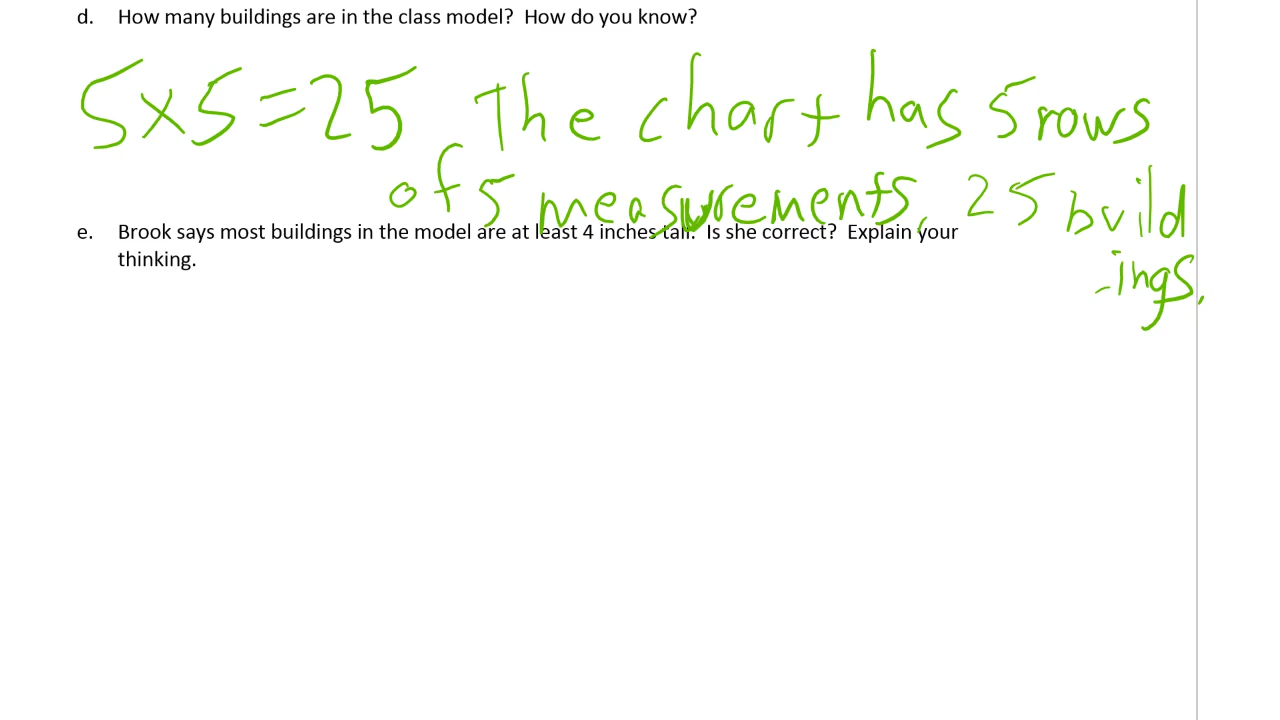 d. How many buildings are in the class model? How do you know?
5x5=25 The chart has 5 rows
of 5 measurements, 25 build
-ings.
e. Brook says most buildings in the model are at least 4 inches tall. Is she correct? Explain your
thinking.